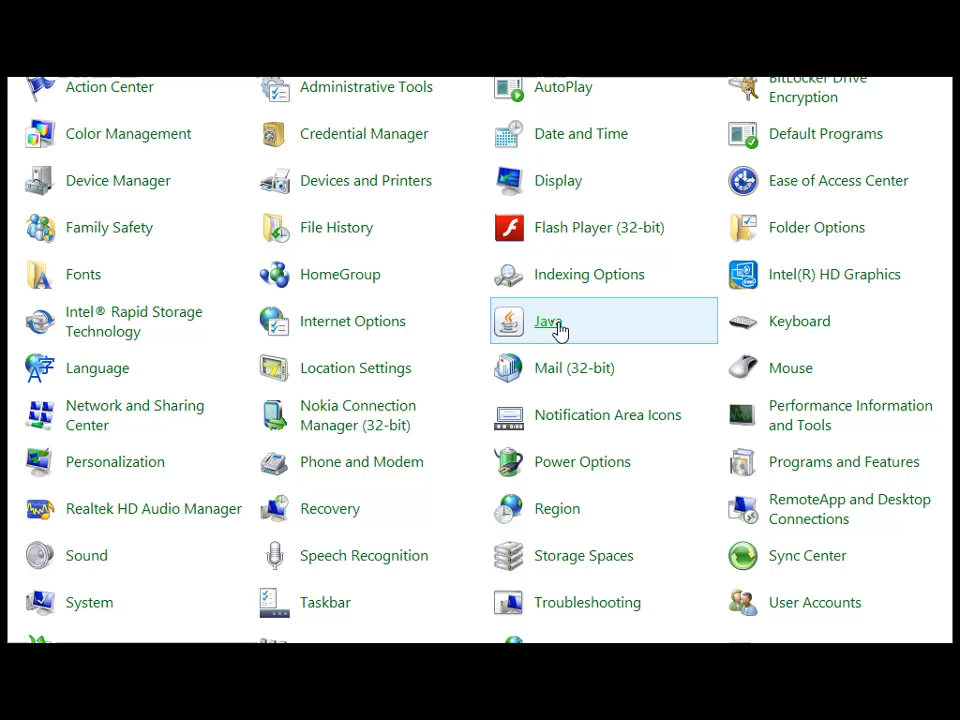 Action Center
Administrative Tools
AutoPlay
BitLocker Drive
Encryption
Color Management
Credential Manager
Date and Time
Default Programs
Device Manager
Devices and Printers
Display
Ease of Access Center
Family Safety
File History
Flash Player (32-bit)
Folder Options
Fonts
HomeGroup
Indexing Options
Intel(R) HD Graphics
Intel® Rapid Storage
Technology
Internet Options
Java
Keyboard
Language
Location Settings
Mail (32-bit)
Mouse
Network and Sharing
Center
Nokia Connection
Manager (32-bit)
Notification Area Icons
Performance Information
and Tools
Personalization
Phone and Modem
Power Options
Programs and Features
Realtek HD Audio Manager
Recovery
Region
RemoteApp and Desktop
Connections
Sound
Speech Recognition
Storage Spaces
Sync Center
System
Taskbar
Troubleshooting
User Accounts